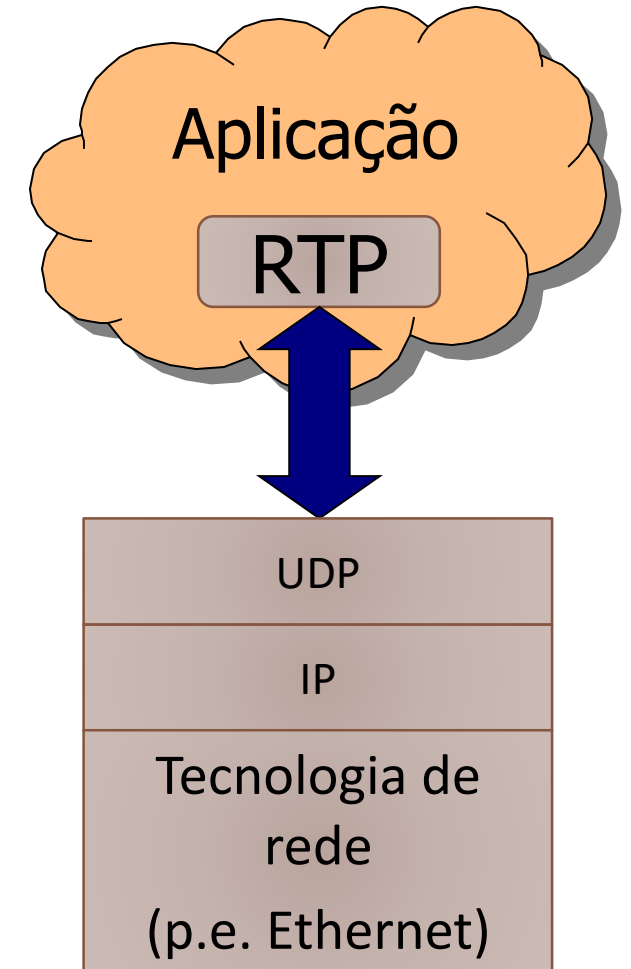 Aplicação
RTP
UDP
IP
Tecnologia de
rede
(p.e. Ethernet)